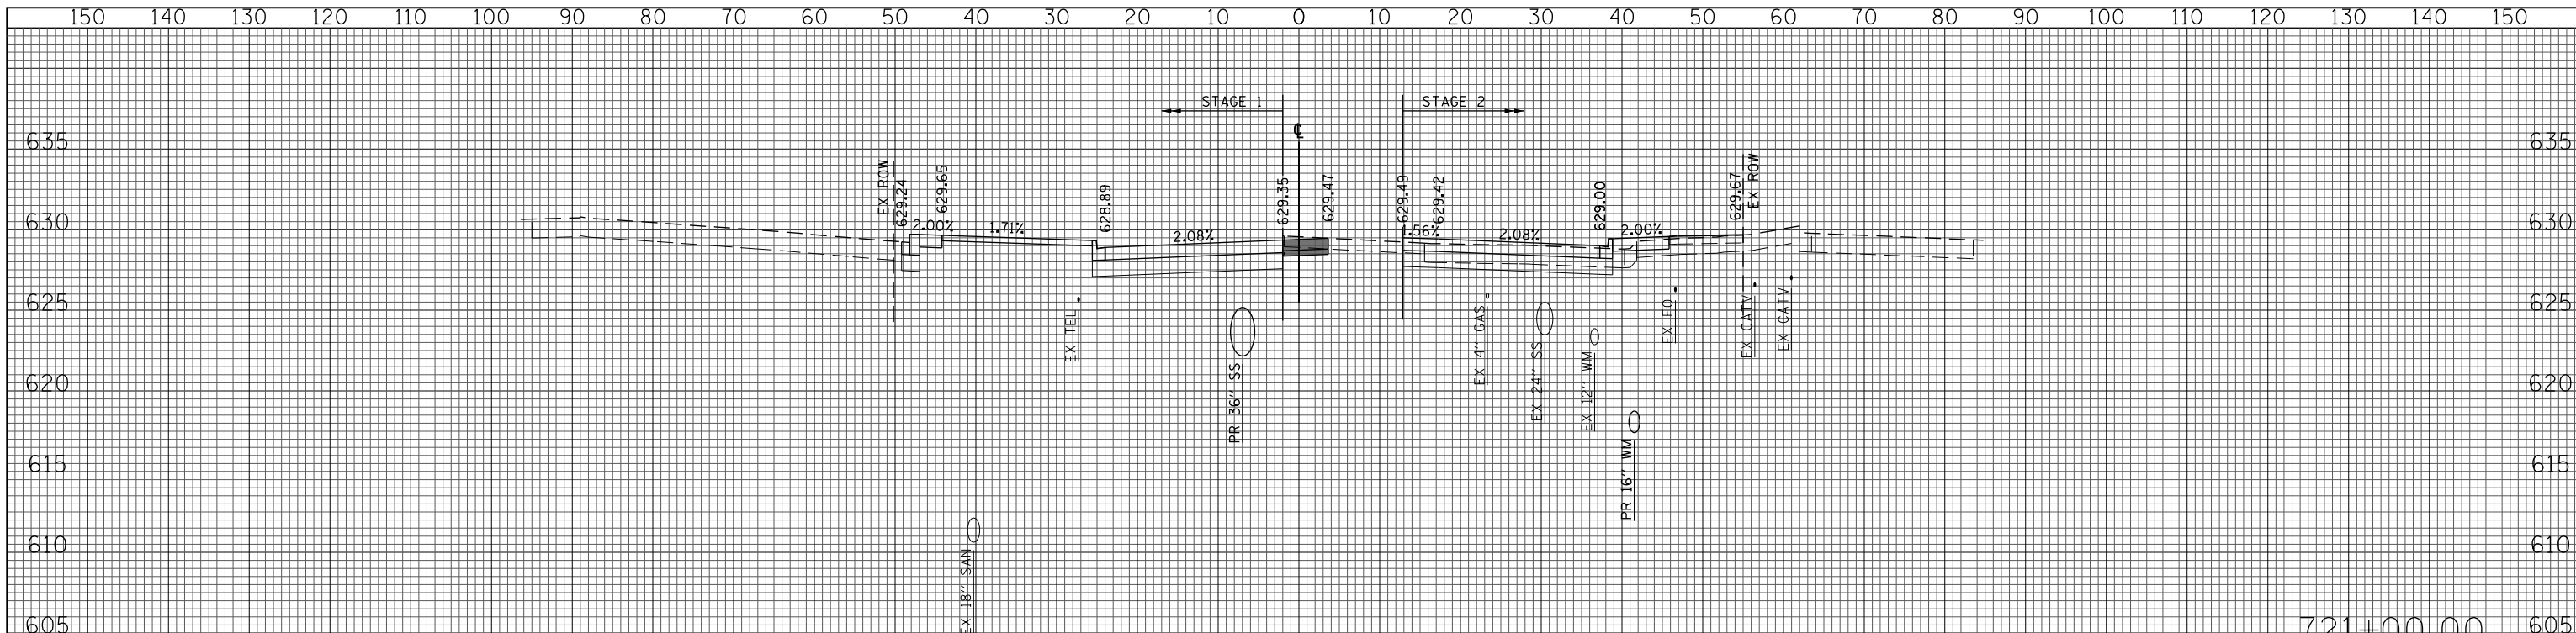 150 140 130 120 110 100 90 80 70 60 50 40 30 20 10 0 10 20 30 40 50 60 70 80 90 100 110 120 130 140 150
STAGE 1
STAGE 2
℄
635
635
EX ROW
629.24
629.65
628.89
629.35
629.47
629.49
629.42
629.00
629.67
EX ROW
630
630
2.00%
1.71%
2.08%
1.56%
2.08%
2.00%
625
625
EX TEL
PR 36" SS
EX 4" GAS
EX 24" SS
EX 12" WM
EX FO
EX CATV
EX CATV
620
620
PR 16" WM
615
615
610
610
EX 18" SAN
605
605
721+00.00